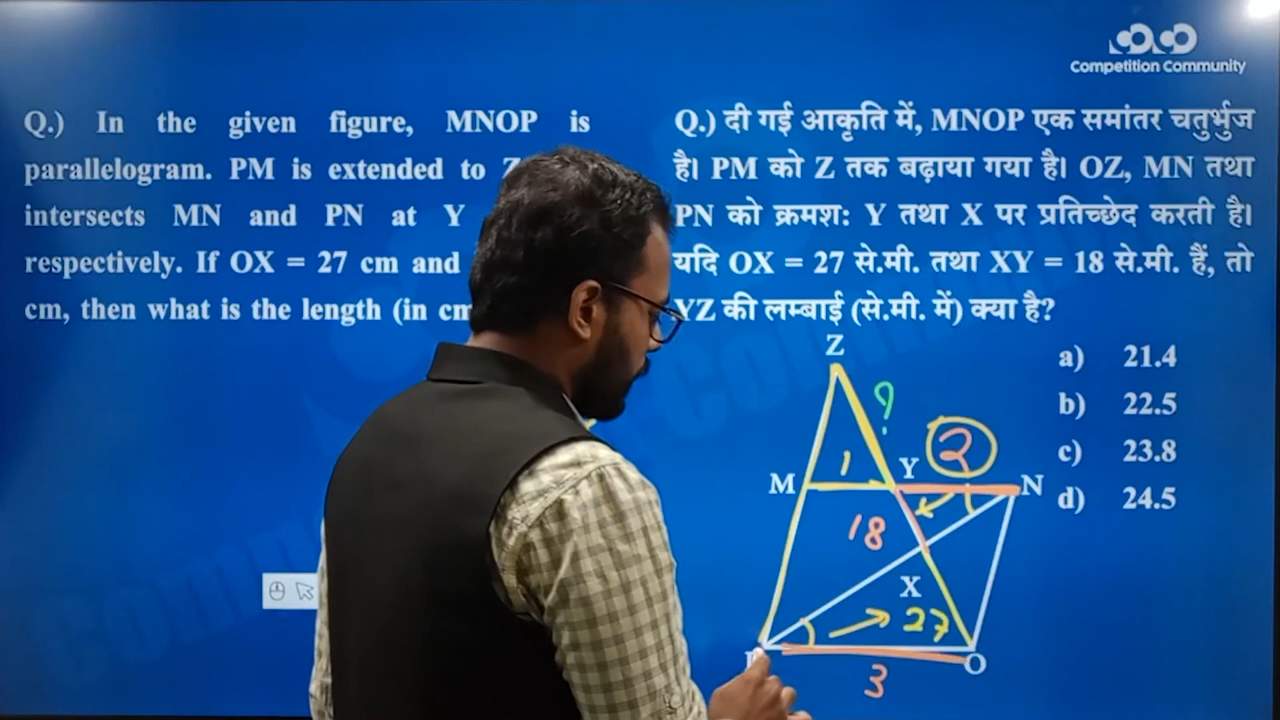 Competition Community
Q.) In the given figure, MNOP is
parallelogram. PM is extended to Z
intersects MN and PN at Y
respectively. If OX = 27 cm and
cm, then what is the length (in cm
Q.) दी गई आकृति में, MNOP एक समांतर चतुर्भुज
है। PM को Z तक बढ़ाया गया है। OZ, MN तथा
PN को क्रमश: Y तथा X पर प्रतिच्छेद करती है।
यदि OX = 27 से.मी. तथा XY = 18 से.मी. हैं, तो
YZ की लम्बाई (से.मी. में) क्या है?
a) 21.4
b) 22.5
c) 23.8
d) 24.5
Z
?
M
1
Y
2
N
18
X
27
O
3